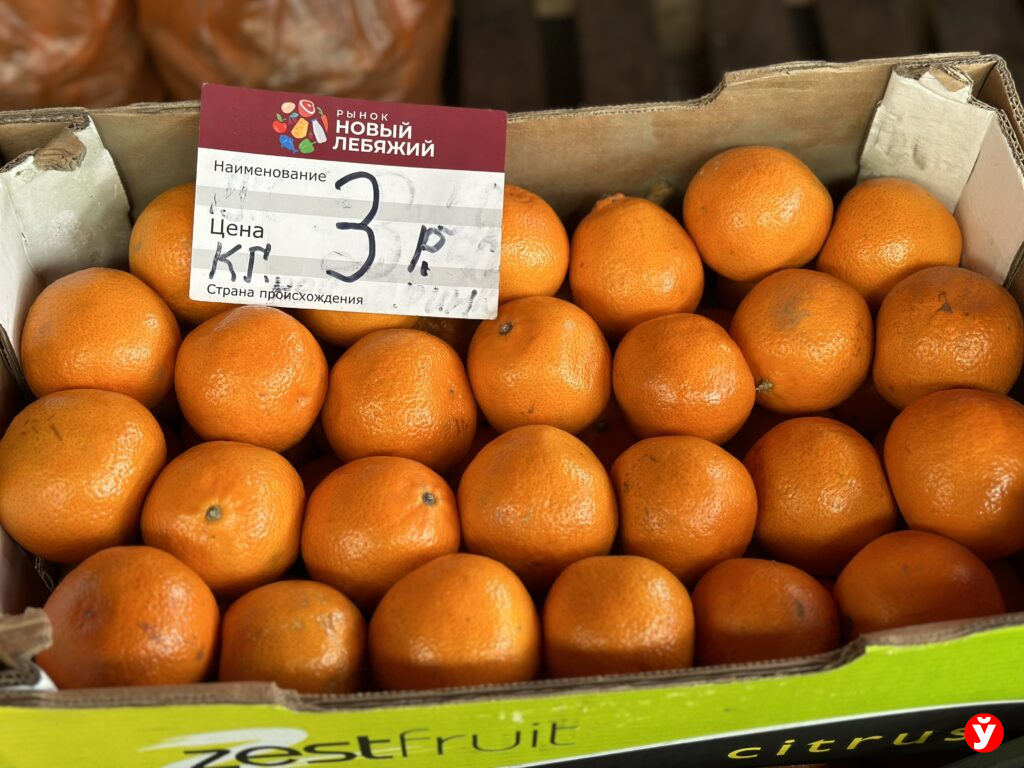 РЫНОК
НОВЫЙ
ЛЕБЯЖИЙ
Наименование
3 р.
Цена
кг.
Страна происхождения
zestfruit
citrus
ў